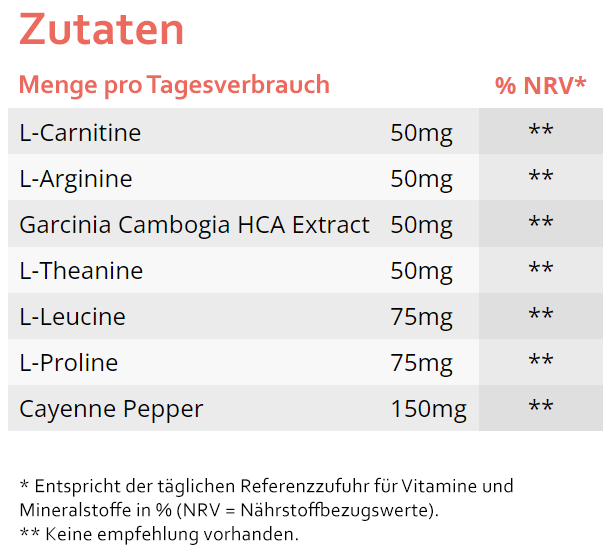 Zutaten
Menge pro Tagesverbrauch % NRV*
L-Carnitine 50mg **
L-Arginine 50mg **
Garcinia Cambogia HCA Extract 50mg **
L-Theanine 50mg **
L-Leucine 75mg **
L-Proline 75mg **
Cayenne Pepper 150mg **
* Entspricht der täglichen Referenzzufuhr für Vitamine und
Mineralstoffe in % (NRV = Nährstoffbezugswerte).
** Keine empfehlung vorhanden.